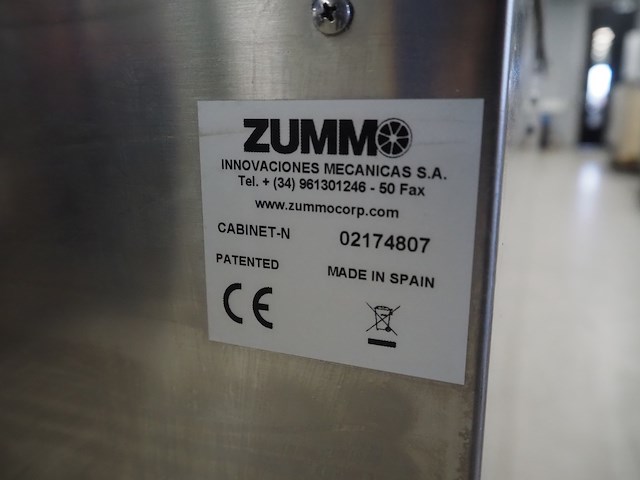 ZUMMO
INNOVACIONES MECANICAS S.A.
Tel. + (34) 961301246 - 50 Fax
www.zummocorp.com
CABINET-N 02174807
PATENTED MADE IN SPAIN
CE